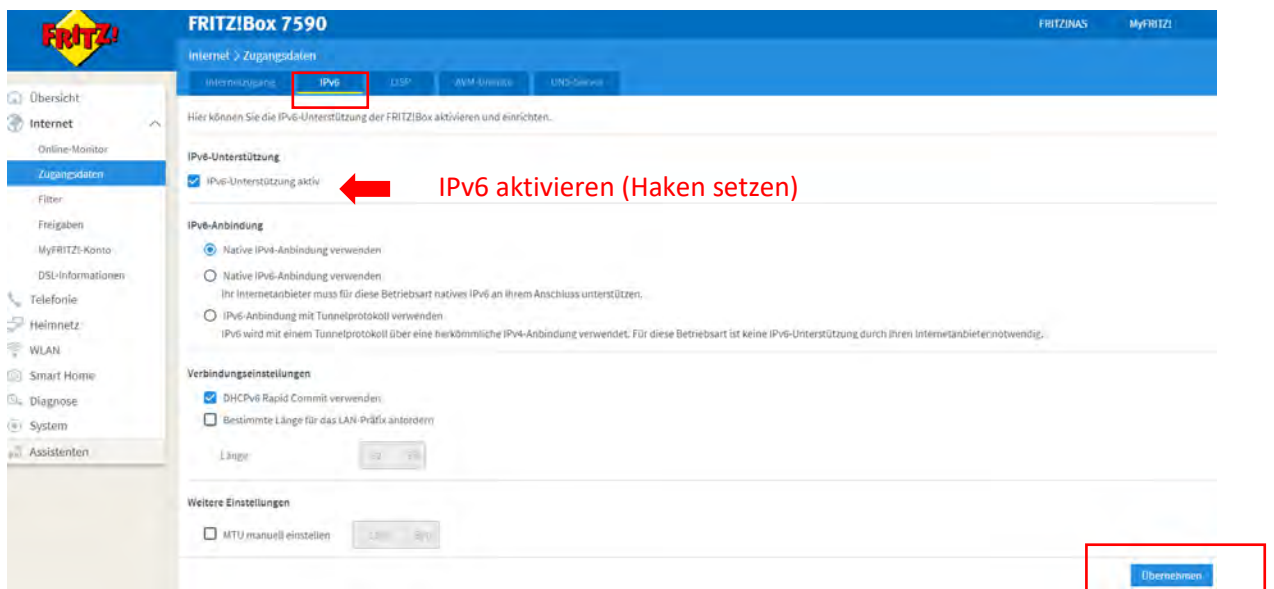 FRITZ!
FRITZ!Box 7590
FRITZ!NAS
MyFRITZ!
Internet > Zugangsdaten
Internetzugang
IPv6
LISP
AVM-Dienste
DNS-Server
Übersicht
Internet
Online-Monitor
Zugangsdaten
Filter
Freigaben
MyFRITZ!-Konto
DSL-Informationen
Telefonie
Heimnetz
WLAN
Smart Home
Diagnose
System
Assistenten
Hier können Sie die IPv6-Unterstützung der FRITZ!Box aktivieren und einrichten.
IPv6-Unterstützung
IPv6-Unterstützung aktiv
IPv6 aktivieren (Haken setzen)
IPv6-Anbindung
Native IPv4-Anbindung verwenden
Native IPv6-Anbindung verwenden
Ihr Internetanbieter muss für diese Betriebsart natives IPv6 an Ihrem Anschluss unterstützen.
IPv6-Anbindung mit Tunnelprotokoll verwenden
IPv6 wird mit einem Tunnelprotokoll über eine herkömmliche IPv4-Anbindung verwendet. Für diese Betriebsart ist keine IPv6-Unterstützung durch Ihren Internetanbieter notwendig.
Verbindungseinstellungen
DHCPv6 Rapid Commit verwenden
Bestimmte Länge für das LAN-Präfix anfordern
Länge
Weitere Einstellungen
MTU manuell einstellen
Übernehmen